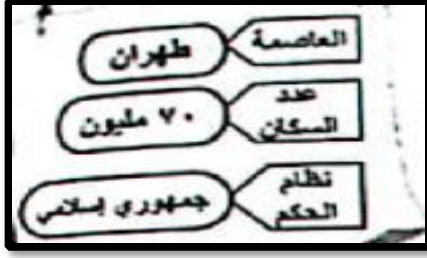 العاصمة
طهران
عدد
السكان
٧٠ مليون
نظام
الحكم
جمهوري إسلامي